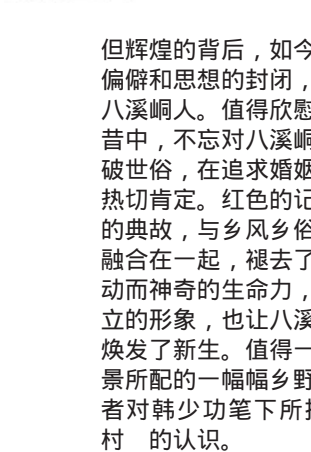 但辉煌的背后，如今
偏僻和思想的封闭，
八溪峒人。值得欣慰
昔中，不忘对八溪峒
破世俗，在追求婚姻
热切肯定。红色的记
的典故，与乡风乡俗
融合在一起，褪去了
动而神奇的生命力，
立的形象，也让八溪
焕发了新生。值得一
景所配的一幅幅乡野
者对韩少功笔下所
村 的认识。